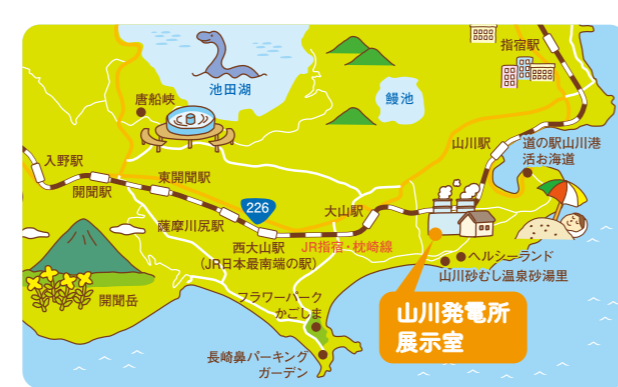 指宿駅
池田湖
鰻池
唐船峡
山川駅
道の駅山川港
活お海道
入野駅
開聞駅
東開聞駅
226
大山駅
薩摩川尻駅
西大山駅
(JR日本最南端の駅)
JR指宿・枕崎線
ヘルシーランド
山川砂むし温泉砂湯里
開聞岳
フラワーパーク
かごしま
山川発電所
展示室
長崎鼻パーキング
ガーデン